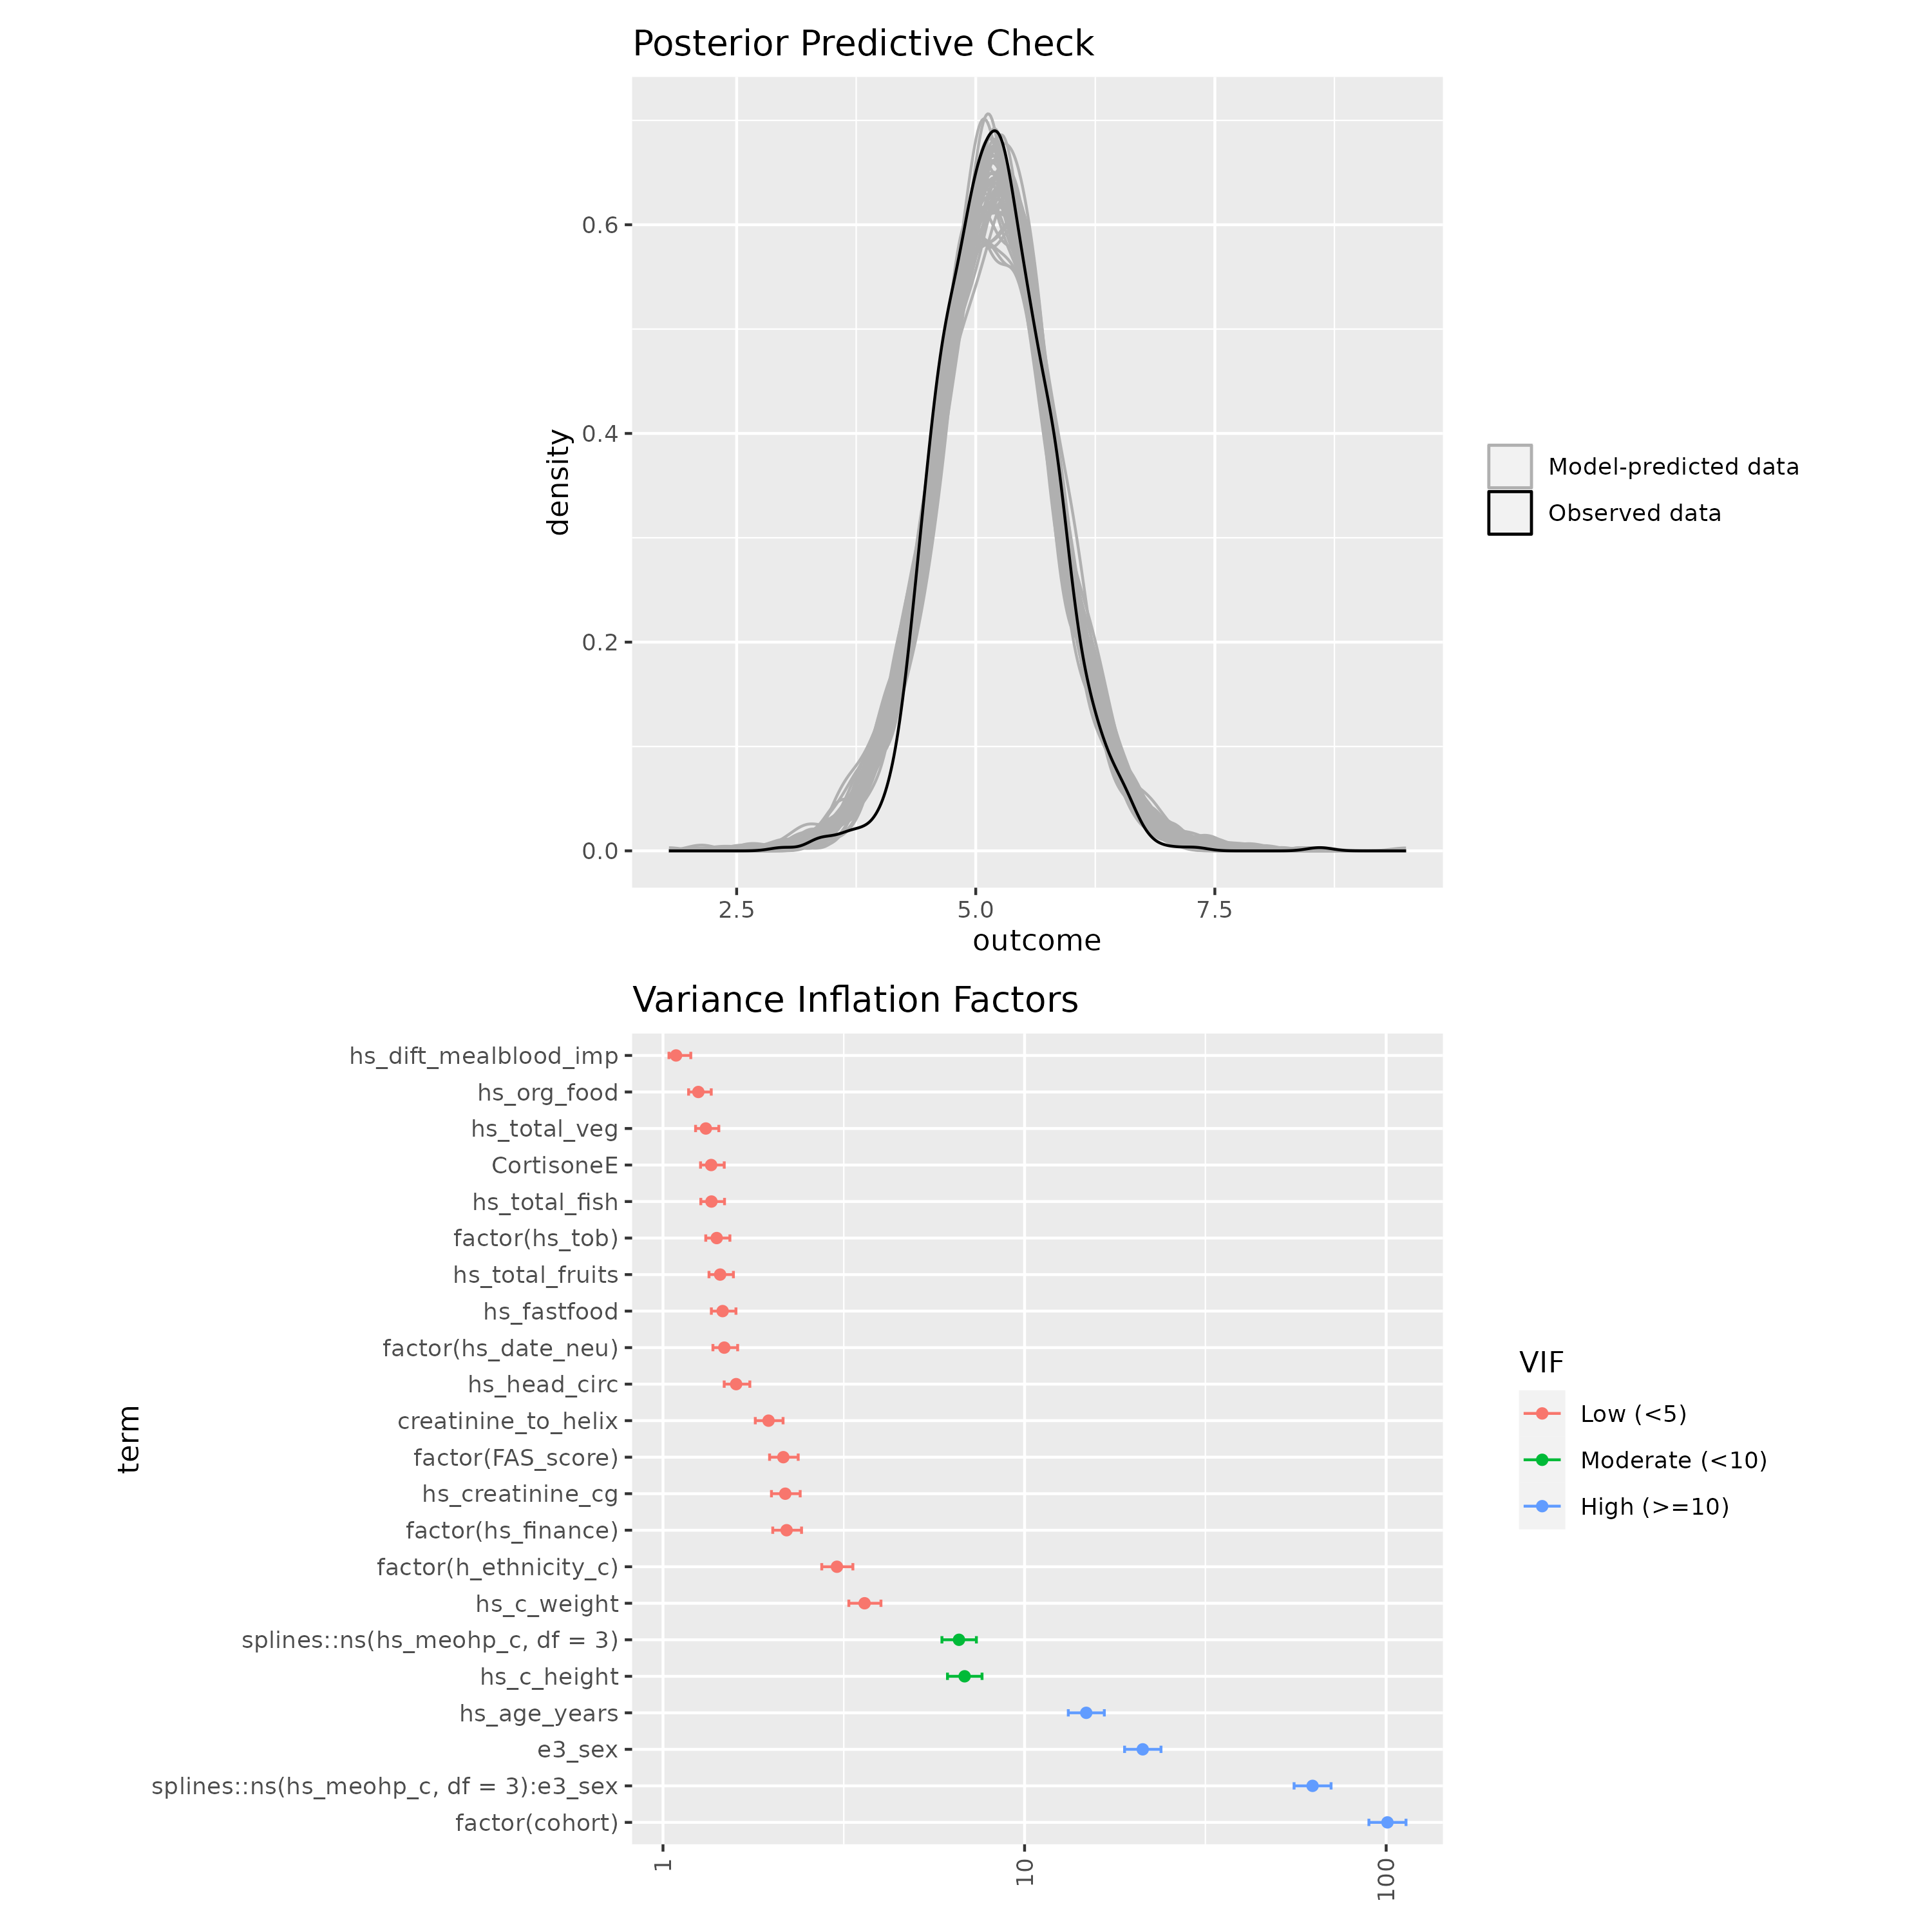 Posterior Predictive Check
0.6
0.4
0.2
0.0
density
2.5
5.0
7.5
outcome
Model-predicted data
Observed data
Variance Inflation Factors
term
hs_dift_mealblood_imp
hs_org_food
hs_total_veg
CortisoneE
hs_total_fish
factor(hs_tob)
hs_total_fruits
hs_fastfood
factor(hs_date_neu)
hs_head_circ
creatinine_to_helix
factor(FAS_score)
hs_creatinine_cg
factor(hs_finance)
factor(h_ethnicity_c)
hs_c_weight
splines::ns(hs_meohp_c, df = 3)
hs_c_height
hs_age_years
e3_sex
splines::ns(hs_meohp_c, df = 3):e3_sex
factor(cohort)
1
10
100
VIF
Low (<5)
Moderate (<10)
High (>=10)